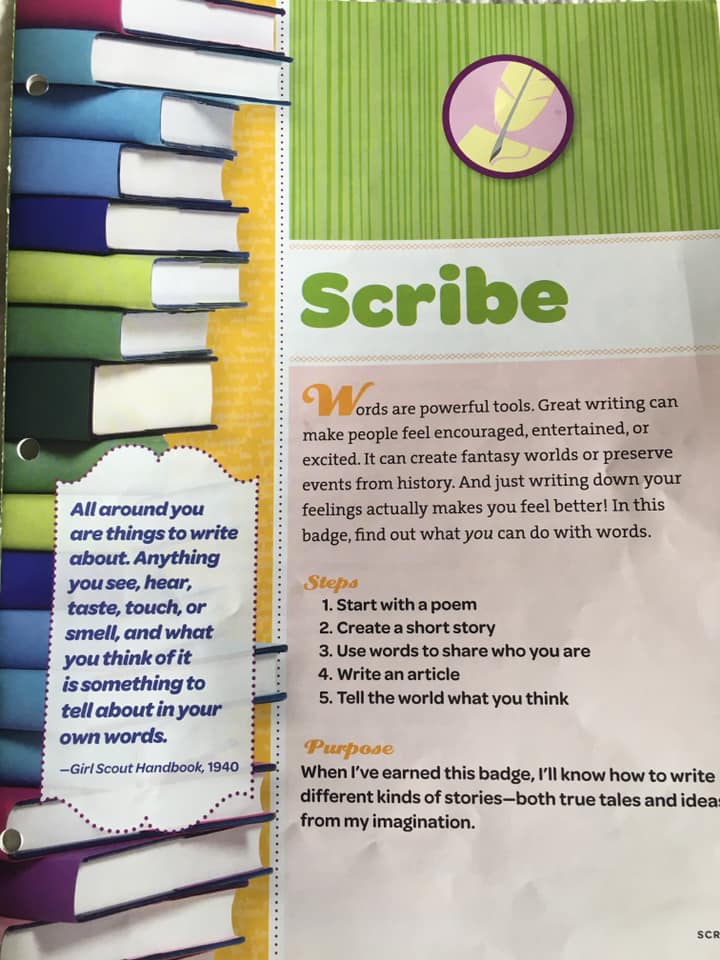 Scribe
Words are powerful tools. Great writing can
make people feel encouraged, entertained, or
excited. It can create fantasy worlds or preserve
events from history. And just writing down your
feelings actually makes you feel better! In this
badge, find out what you can do with words.
Steps
1. Start with a poem
2. Create a short story
3. Use words to share who you are
4. Write an article
5. Tell the world what you think
Purpose
When I've earned this badge, I'll know how to write
different kinds of stories—both true tales and ideas
from my imagination.
All around you
are things to write
about. Anything
you see, hear,
taste, touch, or
smell, and what
you think of it
is something to
tell about in your
own words.
—Girl Scout Handbook, 1940
SCR